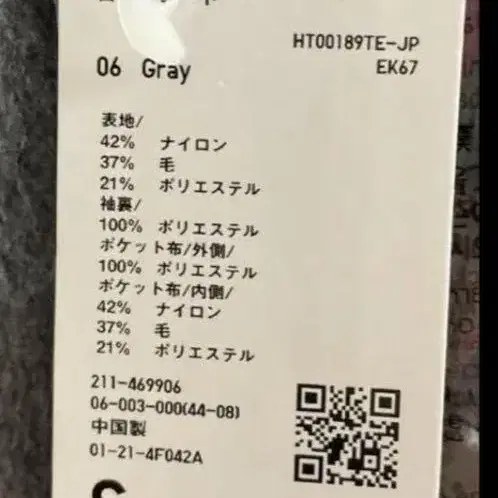 HT00189TE-JP
06 Gray EK67
表地/
42% ナイロン
37% 毛
21% ポリエステル
袖裏/
100% ポリエステル
ポケット布/外側/
100% ポリエステル
ポケット布/内側/
42% ナイロン
37% 毛
21% ポリエステル
211-469906
06-003-000(44-08)
中国製
01-21-4F042A